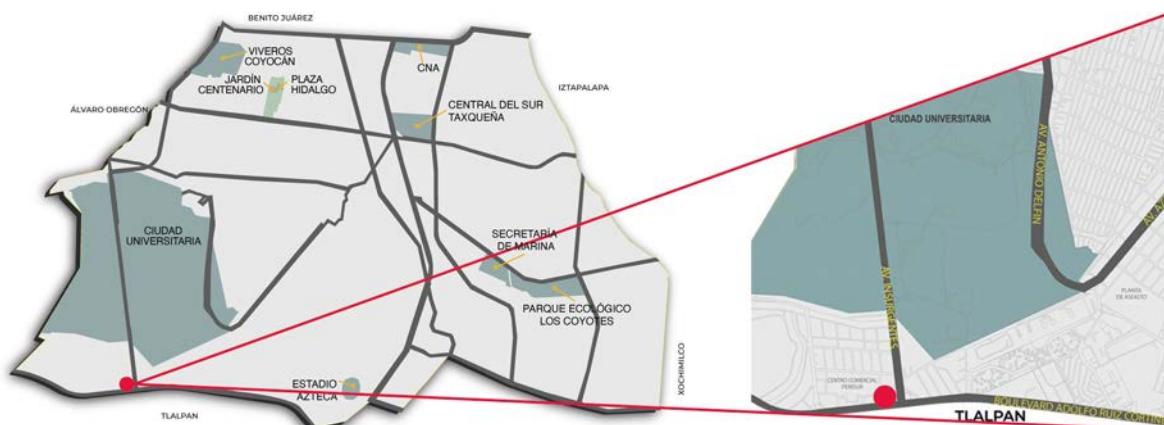 BENITO JUÁREZ
VIVEROS
COYOCÁN
JARDÍN
CENTENARIO
PLAZA
HIDALGO
CNA
IZTAPALAPA
ÁLVARO OBREGÓN
CENTRAL DEL SUR
TAXQUEÑA
CIUDAD
UNIVERSITARIA
SECRETARÍA
DE MARINA
PARQUE ECOLÓGICO
LOS COYOTES
XOCHIMILCO
ESTADIO
AZTECA
TLALPAN
CIUDAD UNIVERSITARIA
AV. ANTONIO DELFIN
AV. INSURGENTES
PLANTA
DE ASFALTO
CENTRO COMERCIAL
PERISUR
TLALPAN
BOULEVARD ADOLFO RUIZ CORTIN